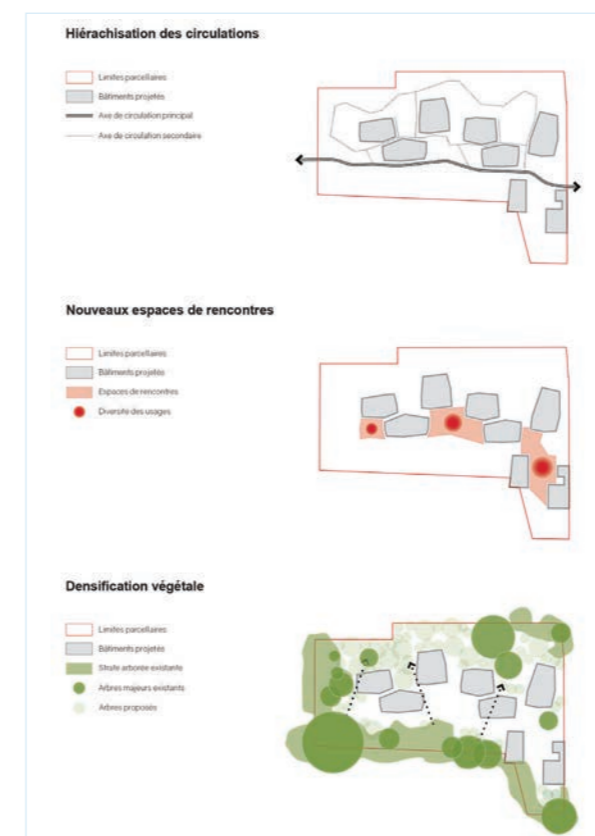 Hiérachisation des circulations
Limites parcellaires
Bâtiments projetés
Axe de circulation principal
Axe de circulation secondaire
Nouveaux espaces de rencontres
Limites parcellaires
Bâtiments projetés
Espaces de rencontres
Diversité des usages
Densification végétale
Limites parcellaires
Bâtiments projetés
Strate arborée existante
Arbres majeurs existants
Arbres proposés